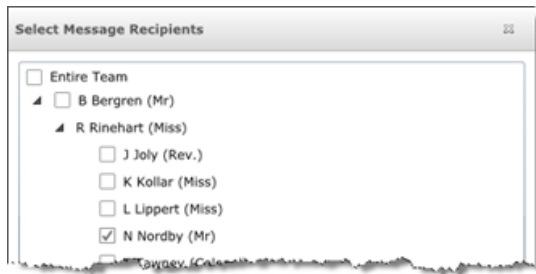 Select Message Recipients
Entire Team
B Bergren (Mr)
R Rinehart (Miss)
J Joly (Rev.)
K Kollar (Miss)
L Lippert (Miss)
N Nordby (Mr)